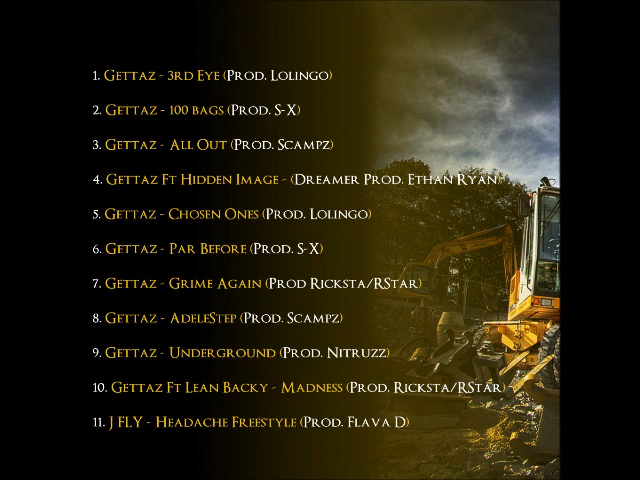 1. Gettaz - 3rd Eye (Prod. Lolingo)
2. Gettaz - 100 bags (Prod. S-X)
3. Gettaz - All Out (Prod. Scampz)
4. Gettaz Ft Hidden Image - (Dreamer Prod. Ethan Ryan)
5. Gettaz - Chosen Ones (Prod. Lolingo)
6. Gettaz - Par Before (Prod. S-X)
7. Gettaz - Grime Again (Prod Ricksta/RStar)
8. Gettaz - AdeleStep (Prod. Scampz)
9. Gettaz - Underground (Prod. Nitruzz)
10. Gettaz Ft Lean Backy - Madness (Prod. Ricksta/RStar)
11. J FLY - Headache Freestyle (Prod. Flava D)